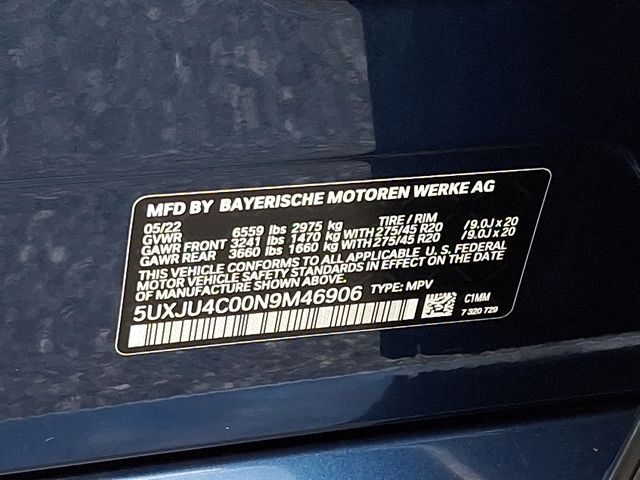 MFD BY BAYERISCHE MOTOREN WERKE AG
05/22 TIRE / RIM
GVWR 6559 lbs 2975 kg
GAWR FRONT 3241 lbs 1470 kg WITH 275/45 R20 / 9.0J x 20
GAWR REAR 3660 lbs 1660 kg WITH 275/45 R20 / 9.0J x 20
THIS VEHICLE CONFORMS TO ALL APPLICABLE U.S. FEDERAL
MOTOR VEHICLE SAFETY STANDARDS IN EFFECT ON THE DATE
OF MANUFACTURE SHOWN ABOVE.
5UXJU4C00N9M46906 TYPE: MPV
C1MM
7 320 729